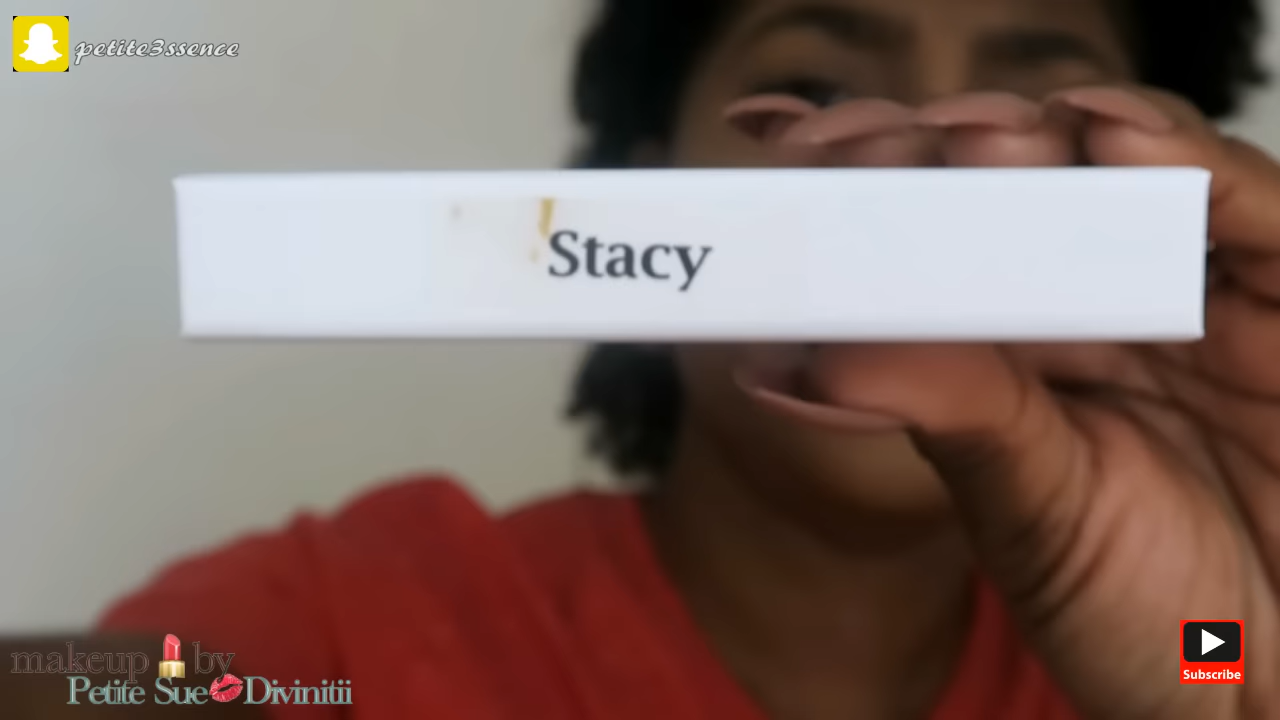 petite3ssence
Stacy
makeup by
Petite Sue Divinitii
Subscribe